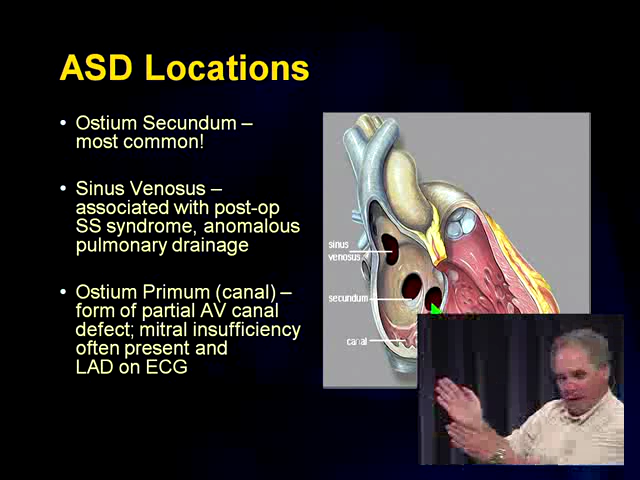 ASD Locations
• Ostium Secundum –
most common!
• Sinus Venosus –
associated with post-op
SS syndrome, anomalous
pulmonary drainage
• Ostium Primum (canal) –
form of partial AV canal
defect; mitral insufficiency
often present and
LAD on ECG
sinus
venosus
secundum
canal